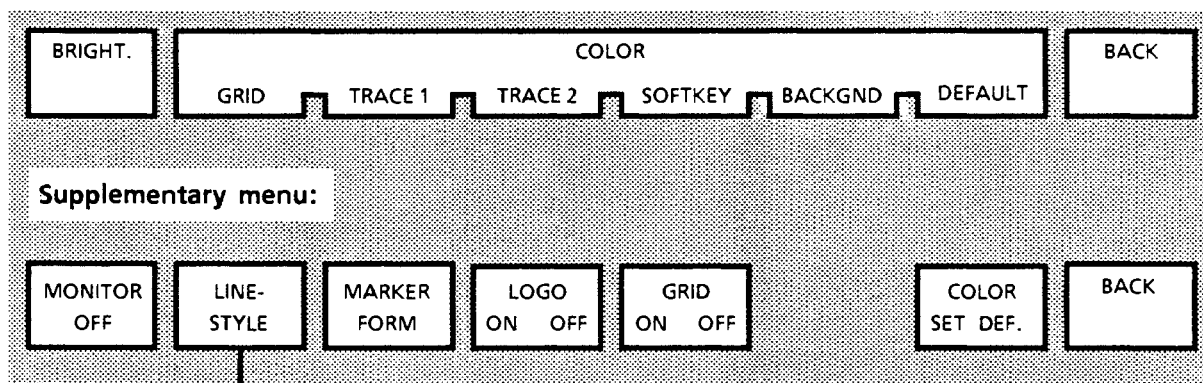 BRIGHT. COLOR BACK
GRID TRACE 1 TRACE 2 SOFTKEY BACKGND DEFAULT
Supplementary menu:
MONITOR LINE- MARKER LOGO GRID COLOR BACK
OFF STYLE FORM ON OFF ON OFF SET DEF.